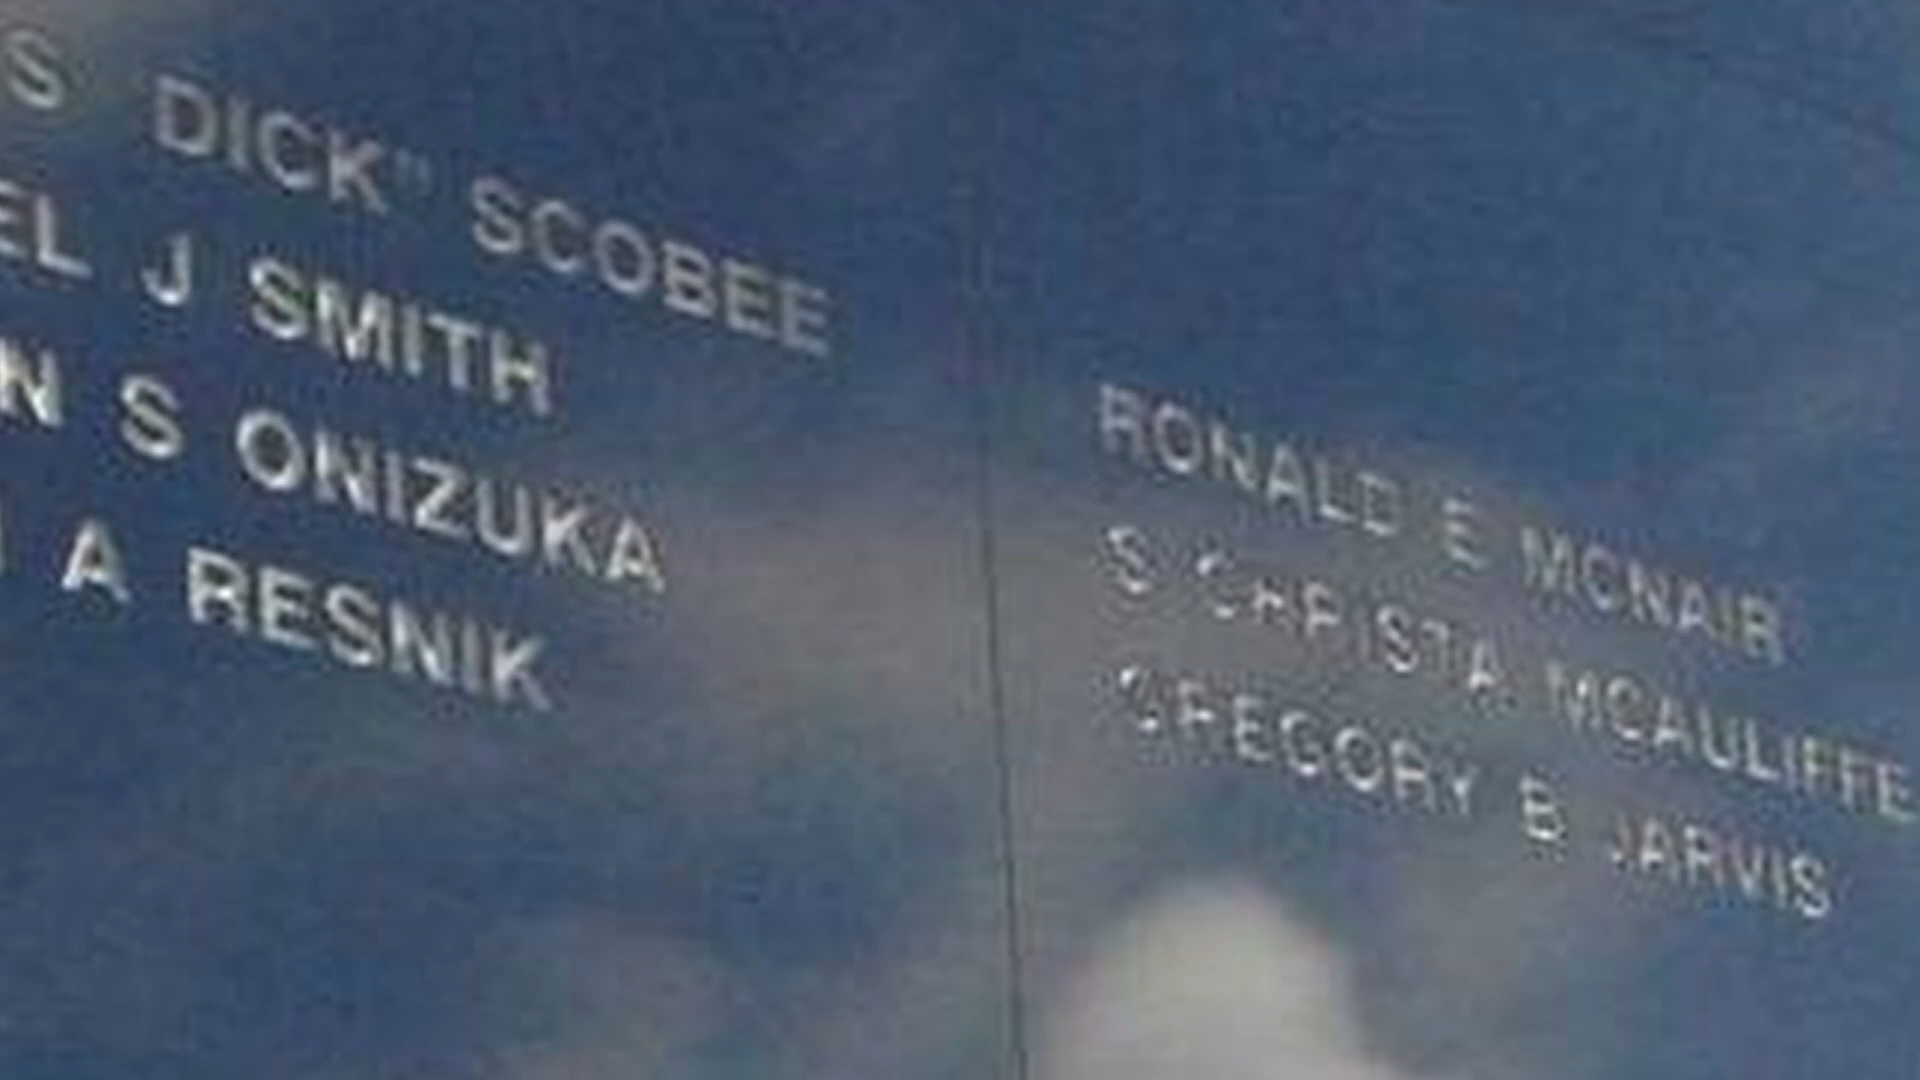 S DICK" SCOBEE
EL J SMITH
N S ONIZUKA
A RESNIK
RONALD E MCNAIR
S CHRISTA MCAULIFFE
GREGORY B JARVIS